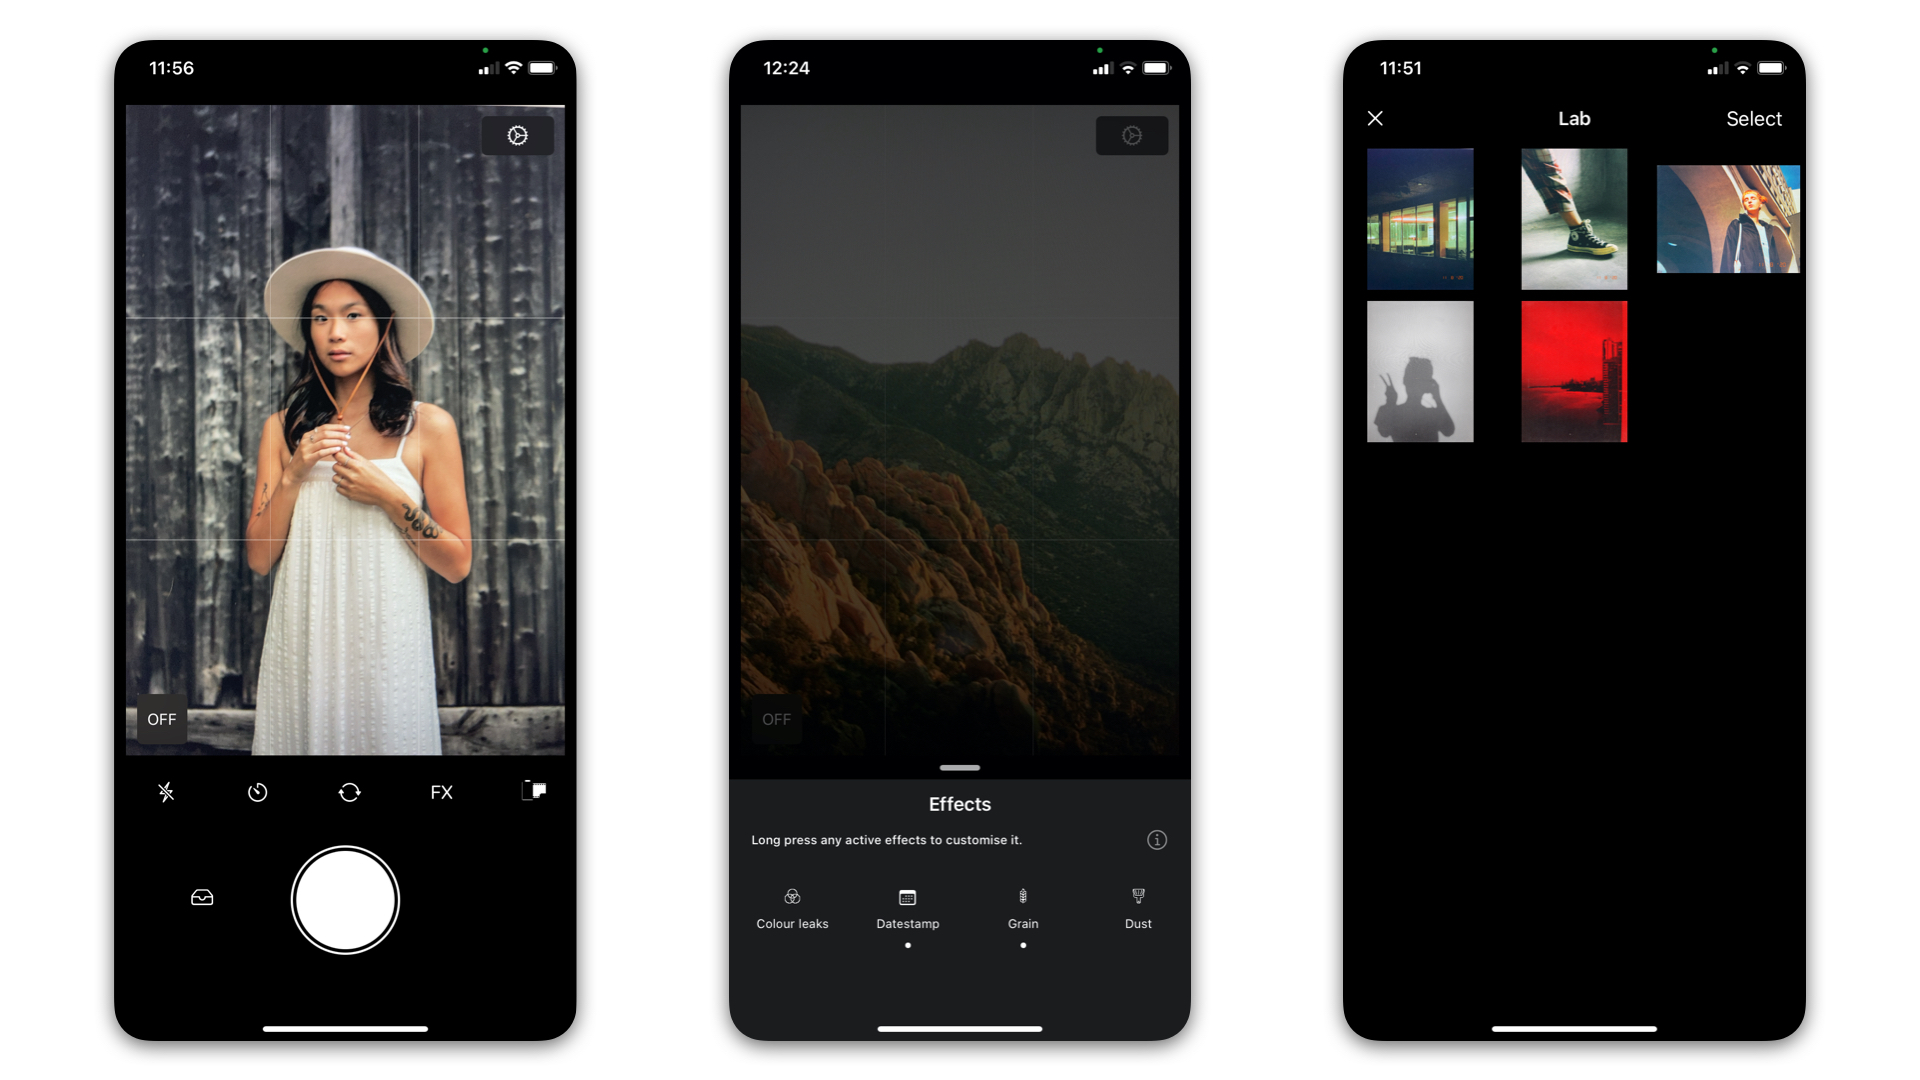 11:56
OFF
FX
12:24
OFF
Effects
Long press any active effects to customise it.
Colour leaks
Datestamp
Grain
Dust
11:51
Lab
Select